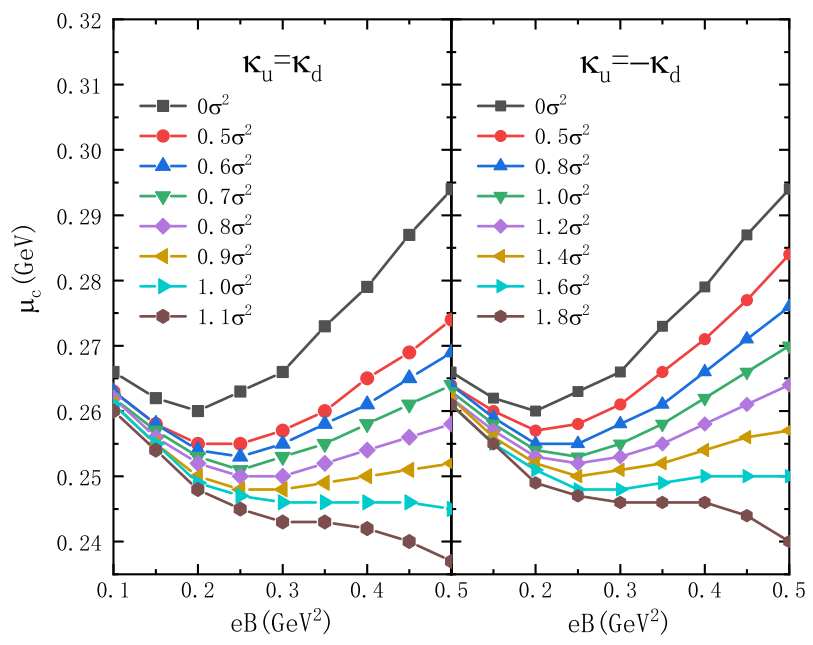 0.32
0.31
0.30
0.29
0.28
0.27
0.26
0.25
0.24
μc(GeV)
κu=κd
0σ²
0.5σ²
0.6σ²
0.7σ²
0.8σ²
0.9σ²
1.0σ²
1.1σ²
0.1
0.2
0.3
0.4
0.5
eB(GeV²)
κu=−κd
0σ²
0.5σ²
0.8σ²
1.0σ²
1.2σ²
1.4σ²
1.6σ²
1.8σ²
0.2
0.3
0.4
0.5
eB(GeV²)